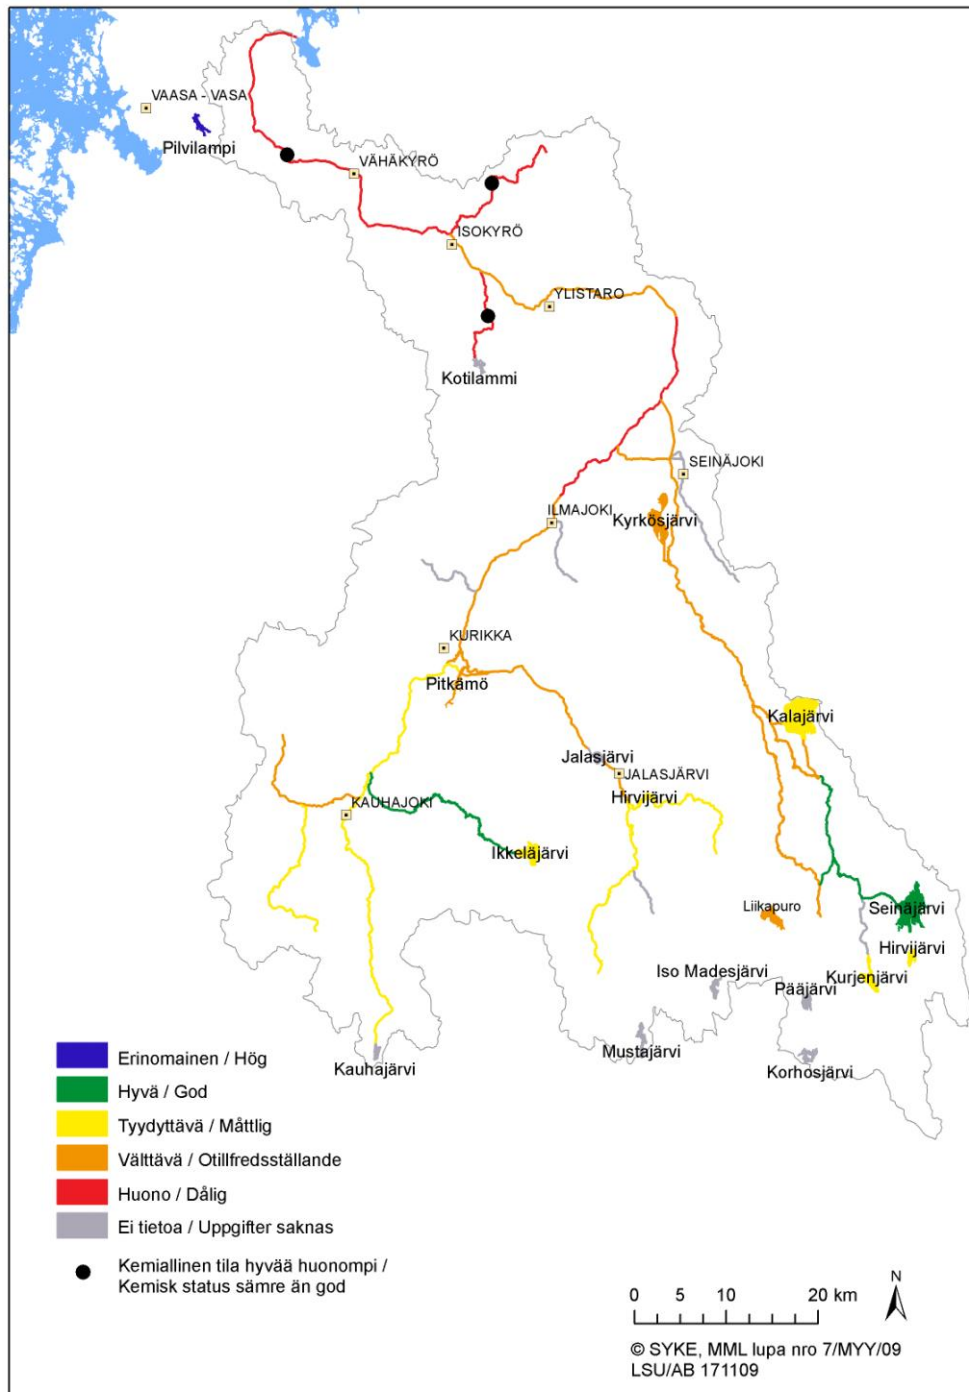 VAASA - VASA
Pilvilampi
VÄHÄKYRÖ
ISOKYRÖ
YLISTARO
Kotilammi
SEINÄJOKI
Kyrkösjärvi
ILMAJOKI
KURIKKA
Pitkämö
Kalajärvi
Jalasjärvi
JALASJÄRVI
Hirvijärvi
KAUHAJOKI
Ikkeläjärvi
Liikapuro
Seinäjärvi
Hirvijärvi
Kurjenjärvi
Iso Madesjärvi
Pääjärvi
Mustajärvi
Korhosjärvi
Kauhajärvi
Erinomainen / Hög
Hyvä / God
Tyydyttävä / Måttlig
Välttävä / Otillfredsställande
Huono / Dålig
Ei tietoa / Uppgifter saknas
Kemiallinen tila hyvää huonompi /
Kemisk status sämre än god
0 5 10 20 km
N
© SYKE, MML lupa nro 7/MYY/09
LSU/AB 171109